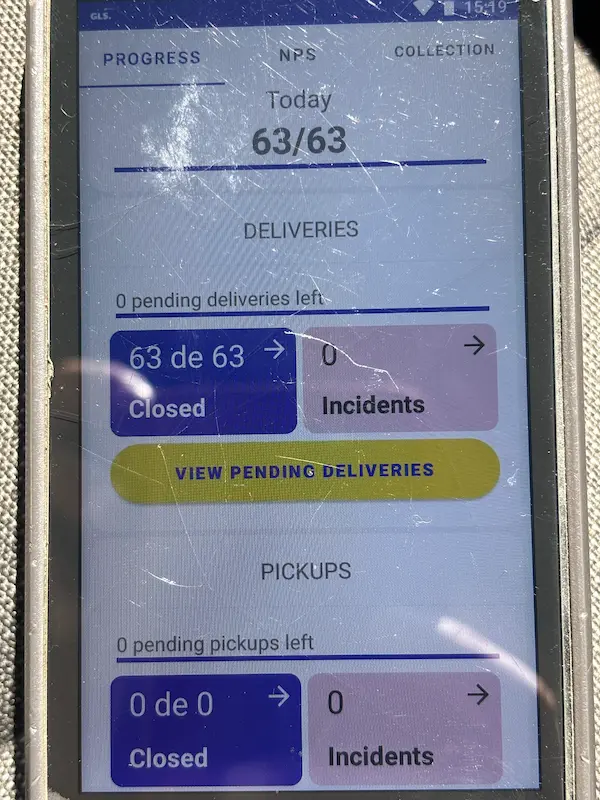 GLS. 15:19
PROGRESS NPS COLLECTION
Today
63/63
DELIVERIES
0 pending deliveries left
63 de 63 → 0 →
Closed Incidents
VIEW PENDING DELIVERIES
PICKUPS
0 pending pickups left
0 de 0 → 0 →
Closed Incidents